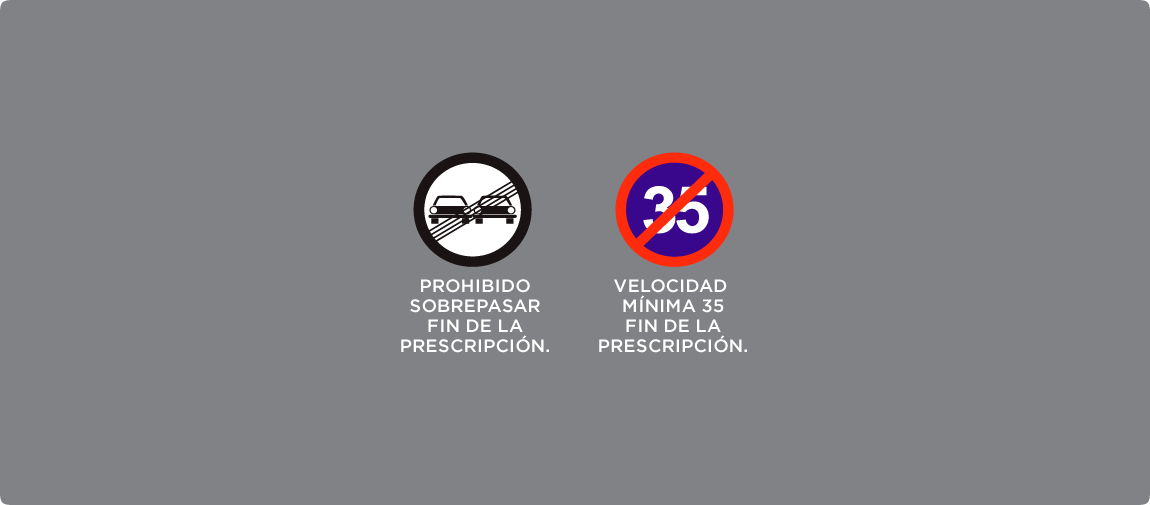 35
PROHIBIDO
SOBREPASAR
FIN DE LA
PRESCRIPCIÓN.
VELOCIDAD
MÍNIMA 35
FIN DE LA
PRESCRIPCIÓN.